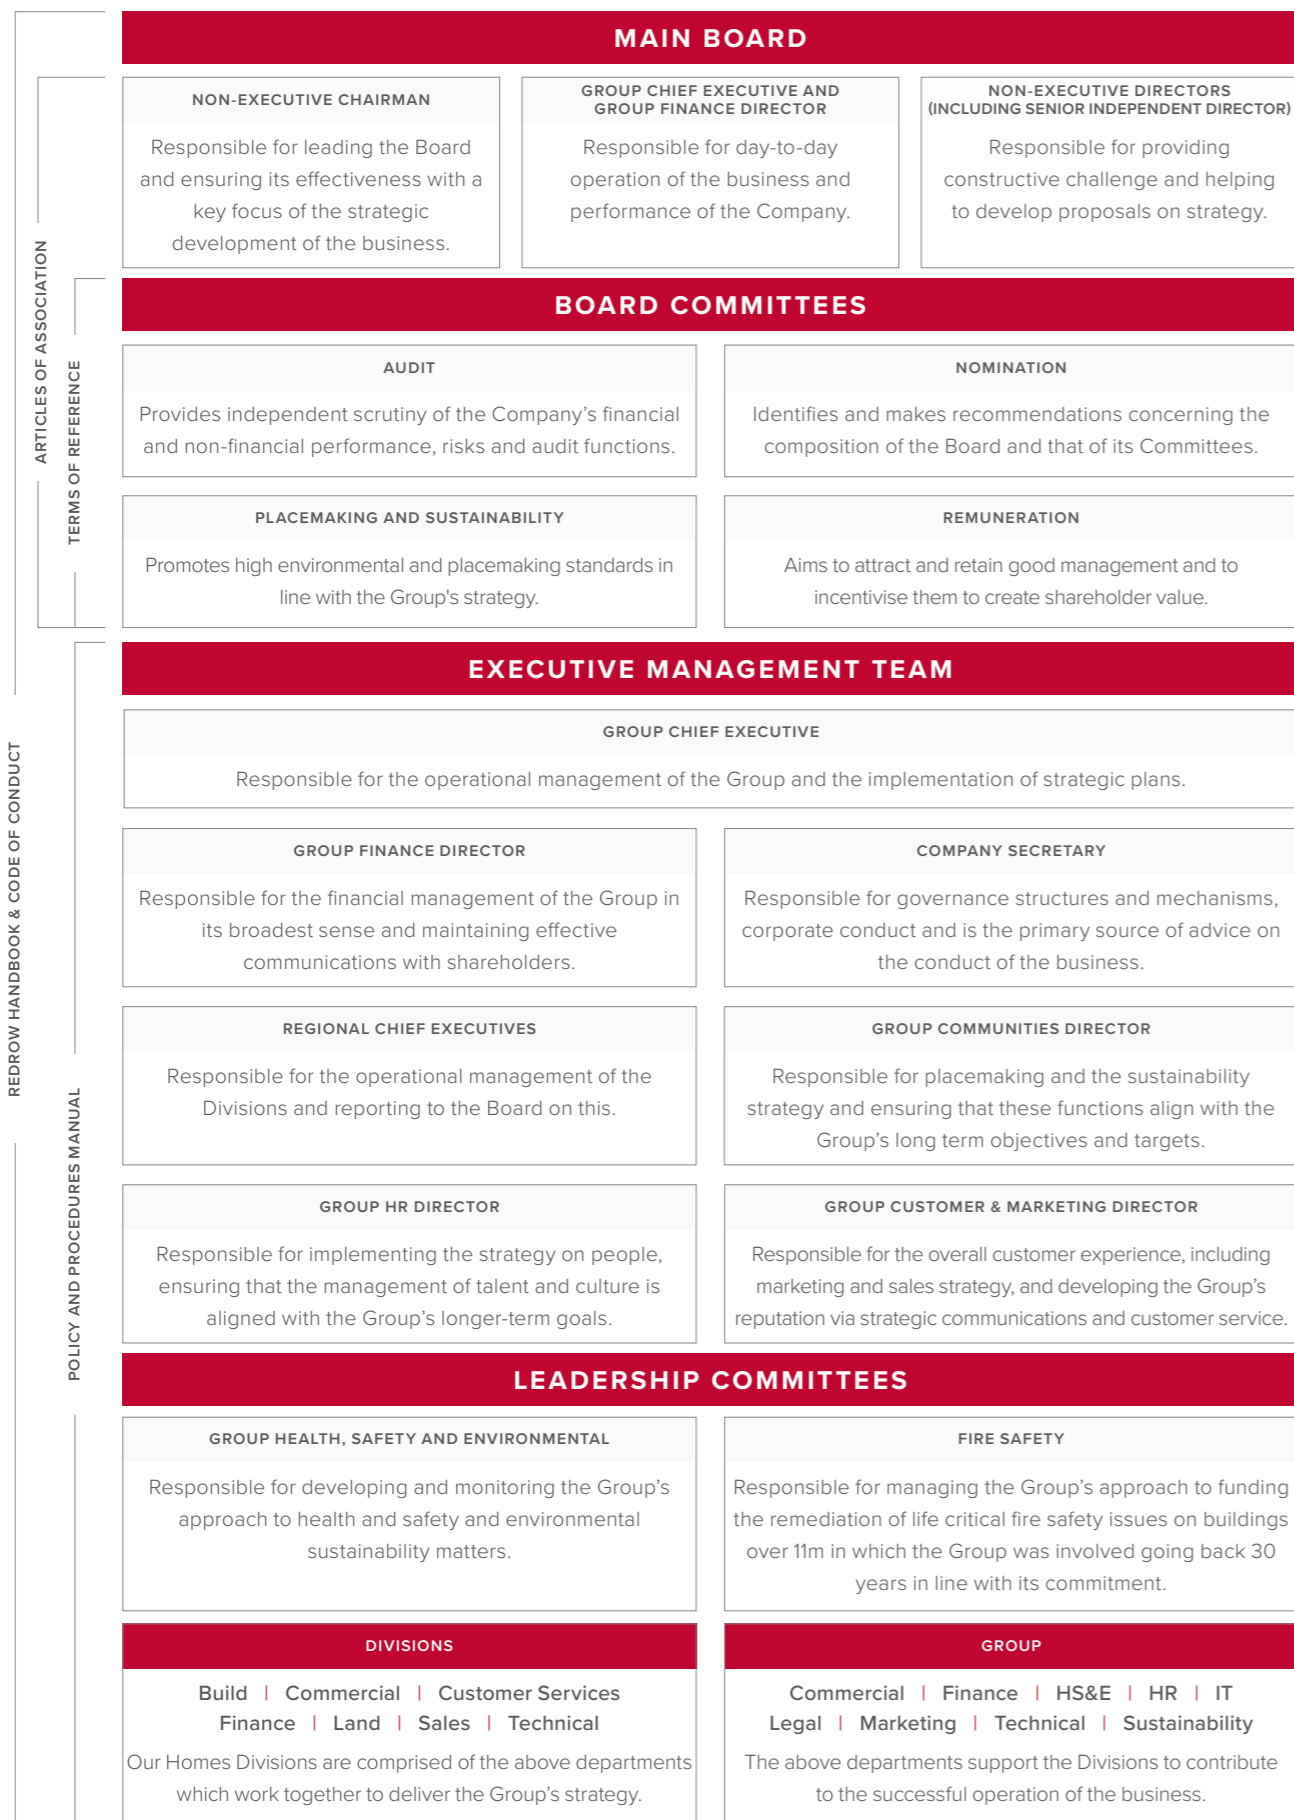 MAIN BOARD
NON-EXECUTIVE CHAIRMAN
Responsible for leading the Board
and ensuring its effectiveness with a
key focus of the strategic
development of the business.
GROUP CHIEF EXECUTIVE AND
GROUP FINANCE DIRECTOR
Responsible for day-to-day
operation of the business and
performance of the Company.
NON-EXECUTIVE DIRECTORS
(INCLUDING SENIOR INDEPENDENT DIRECTOR)
Responsible for providing
constructive challenge and helping
to develop proposals on strategy.
BOARD COMMITTEES
AUDIT
Provides independent scrutiny of the Company’s financial
and non-financial performance, risks and audit functions.
NOMINATION
Identifies and makes recommendations concerning the
composition of the Board and that of its Committees.
PLACEMAKING AND SUSTAINABILITY
Promotes high environmental and placemaking standards in
line with the Group's strategy.
REMUNERATION
Aims to attract and retain good management and to
incentivise them to create shareholder value.
EXECUTIVE MANAGEMENT TEAM
GROUP CHIEF EXECUTIVE
Responsible for the operational management of the Group and the implementation of strategic plans.
GROUP FINANCE DIRECTOR
Responsible for the financial management of the Group in
its broadest sense and maintaining effective
communications with shareholders.
COMPANY SECRETARY
Responsible for governance structures and mechanisms,
corporate conduct and is the primary source of advice on
the conduct of the business.
REGIONAL CHIEF EXECUTIVES
Responsible for the operational management of the
Divisions and reporting to the Board on this.
GROUP COMMUNITIES DIRECTOR
Responsible for placemaking and the sustainability
strategy and ensuring that these functions align with the
Group’s long term objectives and targets.
GROUP HR DIRECTOR
Responsible for implementing the strategy on people,
ensuring that the management of talent and culture is
aligned with the Group’s longer-term goals.
GROUP CUSTOMER & MARKETING DIRECTOR
Responsible for the overall customer experience, including
marketing and sales strategy, and developing the Group’s
reputation via strategic communications and customer service.
LEADERSHIP COMMITTEES
GROUP HEALTH, SAFETY AND ENVIRONMENTAL
Responsible for developing and monitoring the Group’s
approach to health and safety and environmental
sustainability matters.
FIRE SAFETY
Responsible for managing the Group’s approach to funding
the remediation of life critical fire safety issues on buildings
over 11m in which the Group was involved going back 30
years in line with its commitment.
DIVISIONS
Build | Commercial | Customer Services
Finance | Land | Sales | Technical
Our Homes Divisions are comprised of the above departments
which work together to deliver the Group’s strategy.
GROUP
Commercial | Finance | HS&E | HR | IT
Legal | Marketing | Technical | Sustainability
The above departments support the Divisions to contribute
to the successful operation of the business.
REDROW HANDBOOK & CODE OF CONDUCT
ARTICLES OF ASSOCIATION
TERMS OF REFERENCE
POLICY AND PROCEDURES MANUAL